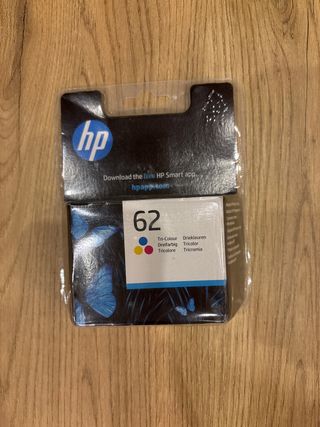 hp
Download the free HP Smart app
hpapp.com
62
Tri-Colour Driekleuren
Dreifarbig Tricolor
Tricolore Tricromia